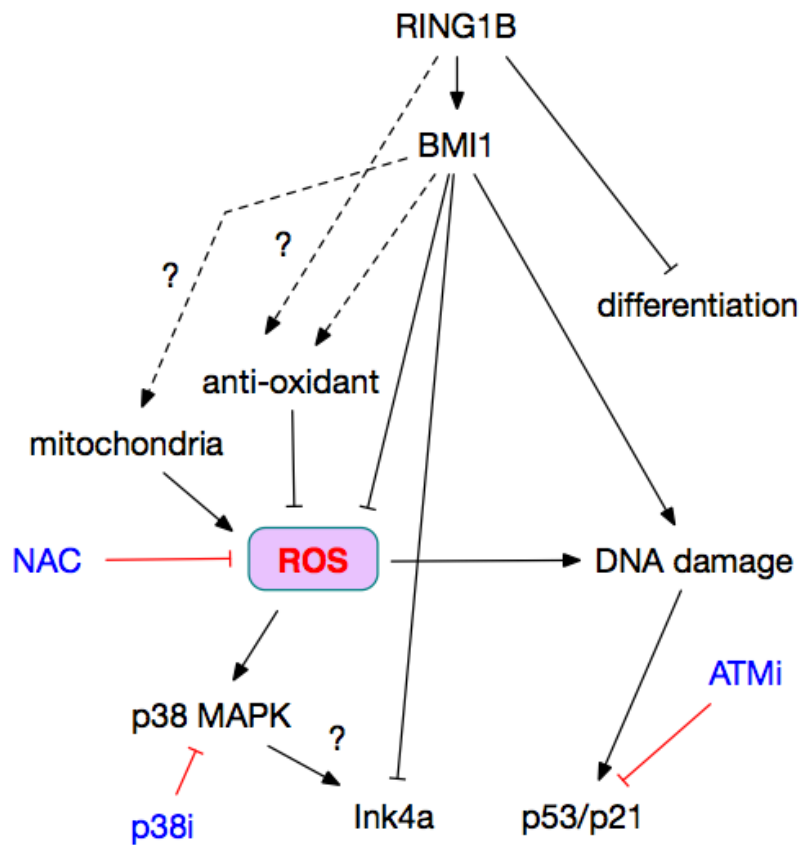 RING1B
BMI1
?
?
differentiation
anti-oxidant
mitochondria
NAC
ROS
DNA damage
ATMi
p38 MAPK
?
p38i
Ink4a
p53/p21